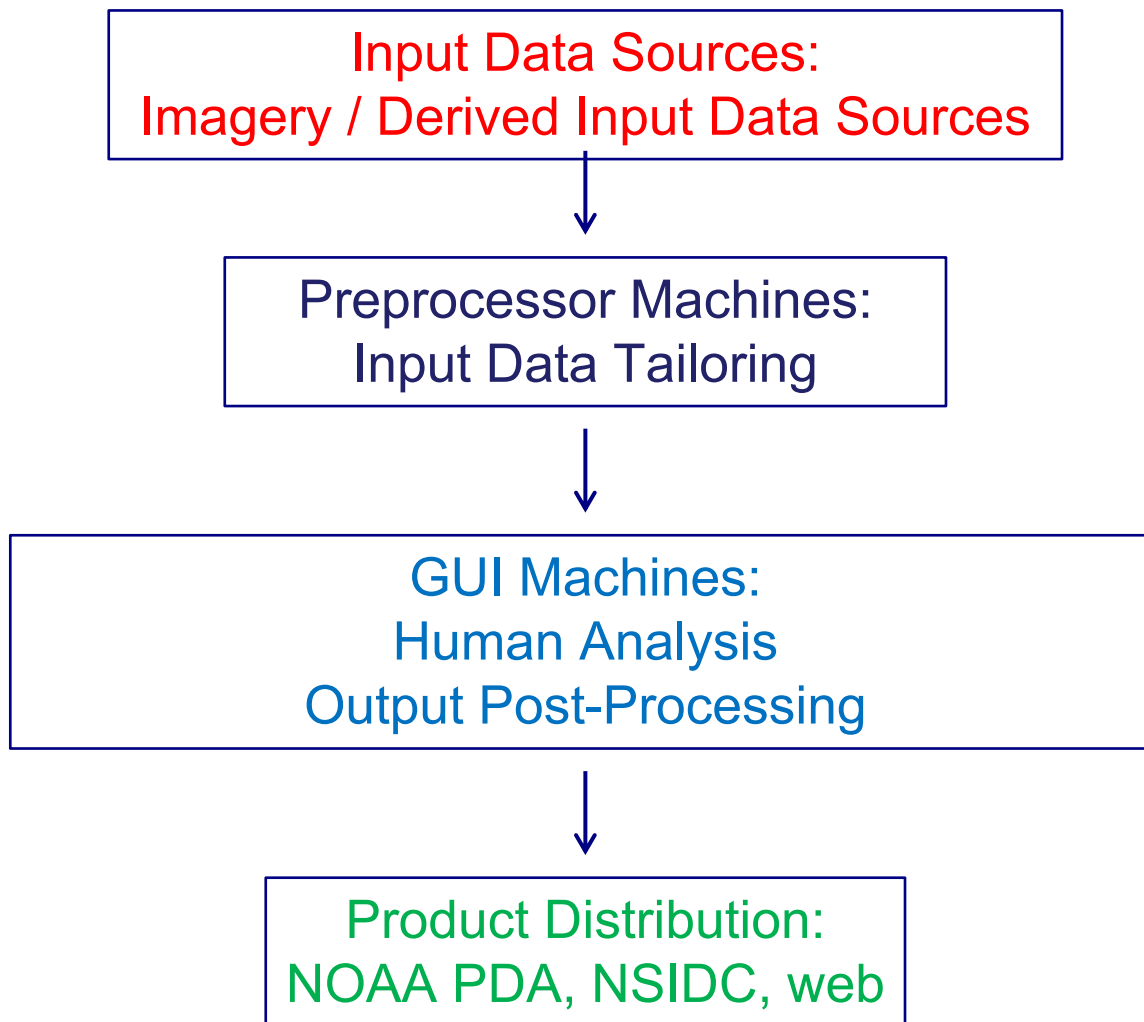 Input Data Sources:
Imagery / Derived Input Data Sources
Preprocessor Machines:
Input Data Tailoring
GUI Machines:
Human Analysis
Output Post-Processing
Product Distribution:
NOAA PDA, NSIDC, web